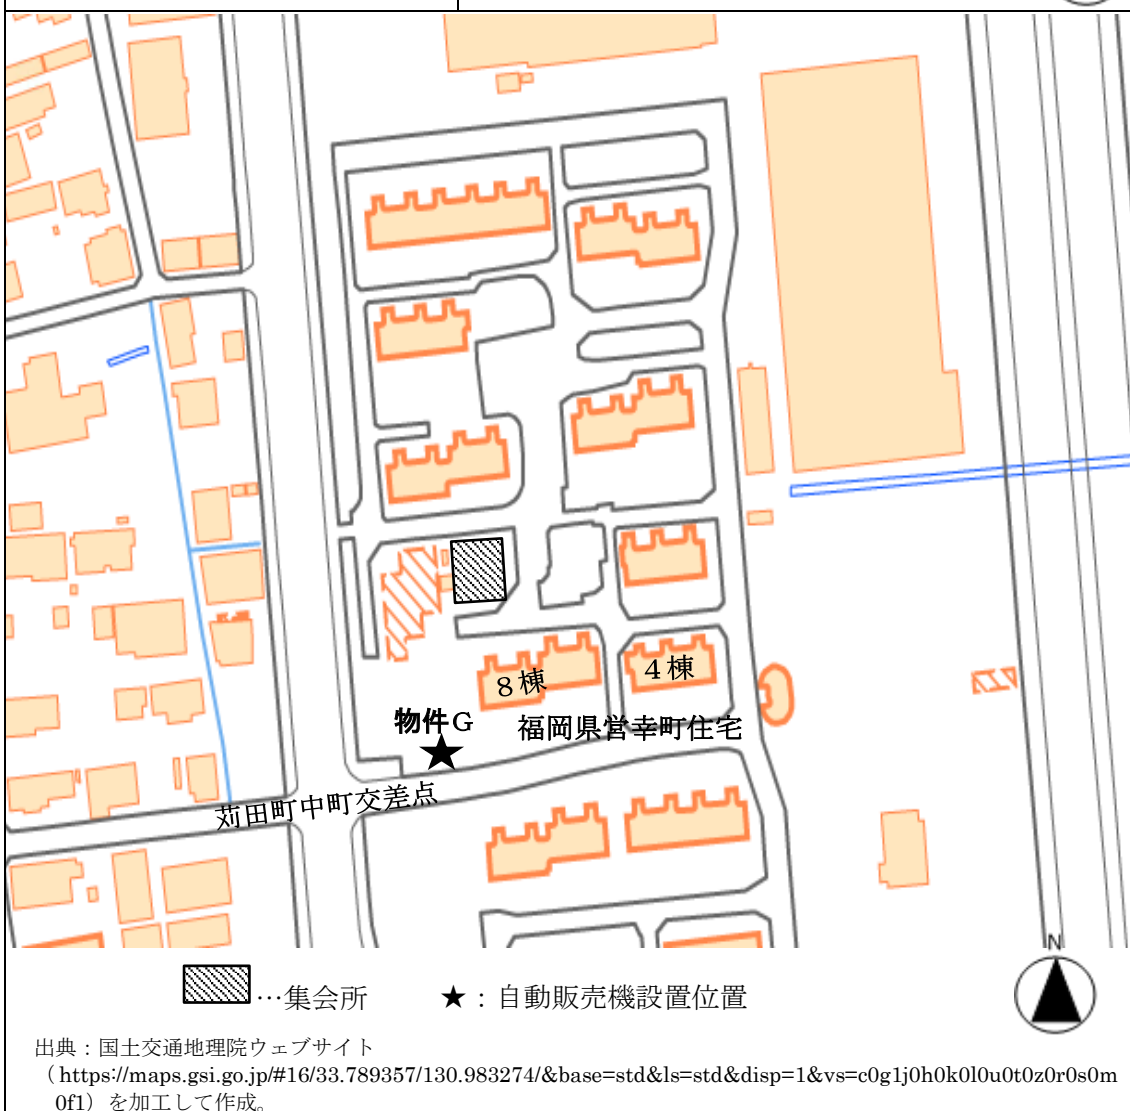 ８棟
４棟
物件G
福岡県営幸町住宅
苅田町中町交差点
N
…集会所　★：自動販売機設置位置
出典：国土交通地理院ウェブサイト
（https://maps.gsi.go.jp/#16/33.789357/130.983274/&base=std&ls=std&disp=1&vs=c0g1j0h0k0l0u0t0z0r0s0m
0f1）を加工して作成。